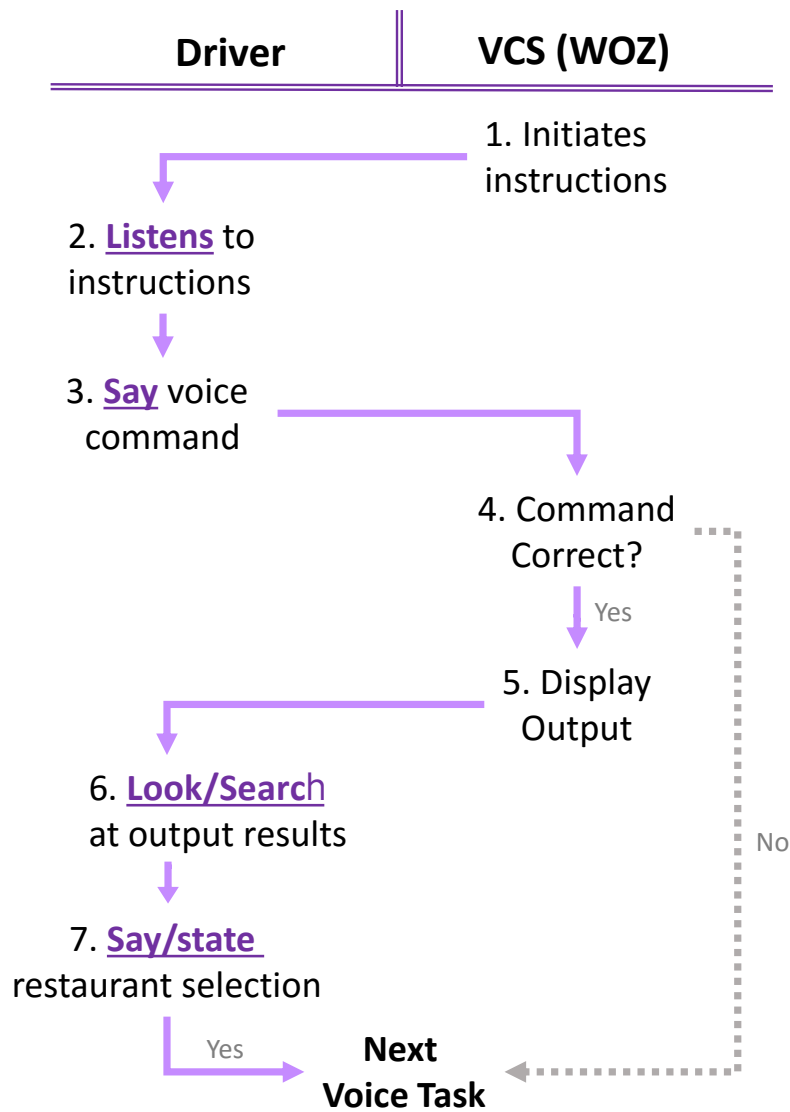 Driver
VCS (WOZ)
1. Initiates
instructions
2. Listens to
instructions
3. Say voice
command
4. Command
Correct?
Yes
5. Display
Output
6. Look/Search
at output results
No
7. Say/state
restaurant selection
Yes
Next
Voice Task